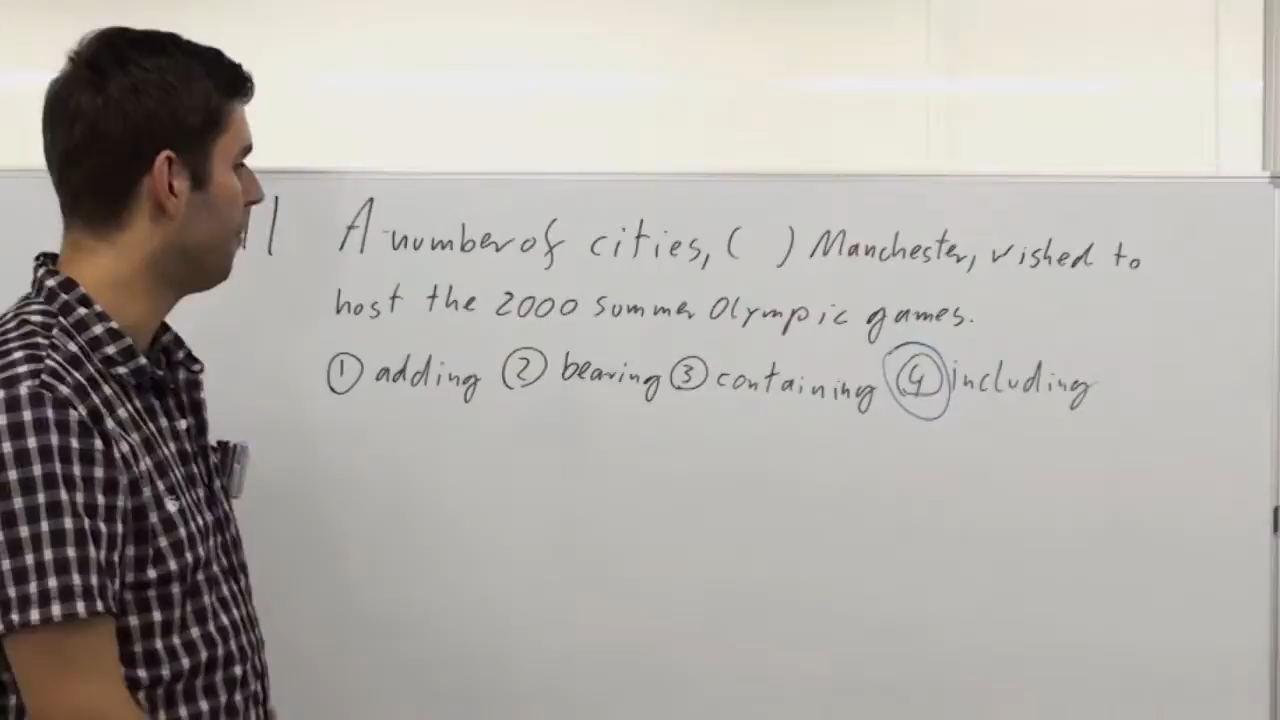 1 A number of cities, ( ) Manchester, wished to
host the 2000 summer Olympic games.
① adding ② bearing ③ containing ④ including